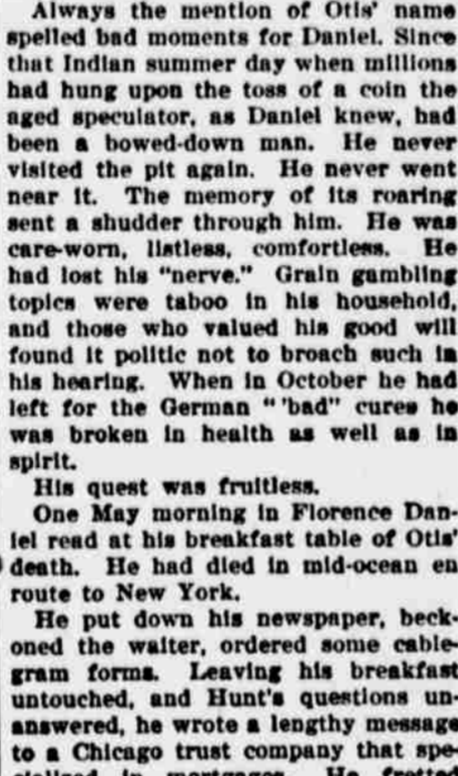 Always the mention of Otis' name
spelled bad moments for Daniel. Since
that Indian summer day when millions
had hung upon the toss of a coin the
aged speculator, as Daniel knew, had
been a bowed-down man. He never
visited the pit again. He never went
near it. The memory of its roaring
sent a shudder through him. He was
care-worn, listless, comfortless. He
had lost his "nerve." Grain gambling
topics were taboo in his household,
and those who valued his good will
found it politic not to broach such in
his hearing. When in October he had
left for the German "'bad" cures he
was broken in health as well as in
spirit.
His quest was fruitless.
One May morning in Florence Dan-
iel read at his breakfast table of Otis'
death. He had died in mid-ocean en
route to New York.
He put down his newspaper, beck-
oned the waiter, ordered some cable-
gram forms. Leaving his breakfast
untouched, and Hunt's questions un-
answered, he wrote a lengthy message
to a Chicago trust company that spe-
cialized in mortgages. He fretted